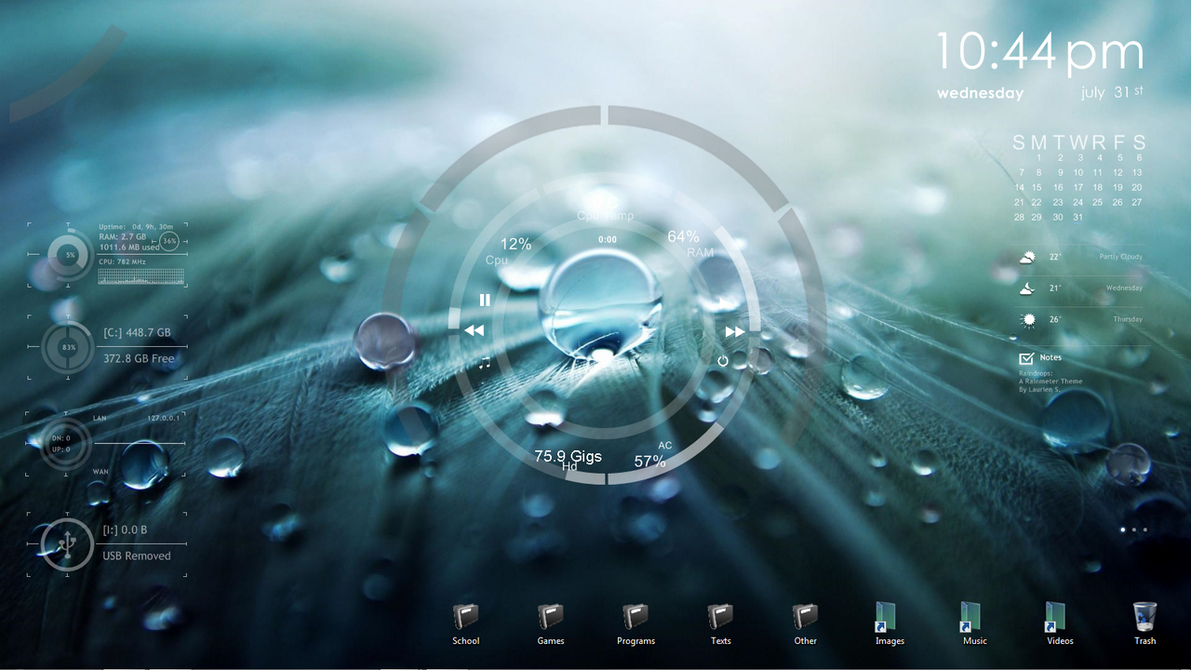 10:44 pm
wednesday july 31 st
S M T W R F S
1 2 3 4 5 6
7 8 9 10 11 12 13
14 15 16 17 18 19 20
21 22 23 24 25 26 27
28 29 30 31
22° Partly Cloudy
21° Wednesday
26° Thursday
Notes
Raindrops:
A Rainmeter Theme
By Laurien S.
Uptime: 0d, 9h, 30m
RAM: 2.7 GB
1011.6 MB used
36%
5%
CPU: 782 MHz
[C:] 448.7 GB
83%
372.8 GB Free
LAN 127.0.0.1
DN: 0
UP: 0
WAN
[I:] 0.0 B
USB Removed
0:00
12%
Cpu
64%
RAM
75.9 Gigs
Hd
AC
57%
School
Games
Programs
Texts
Other
Images
Music
Videos
Trash